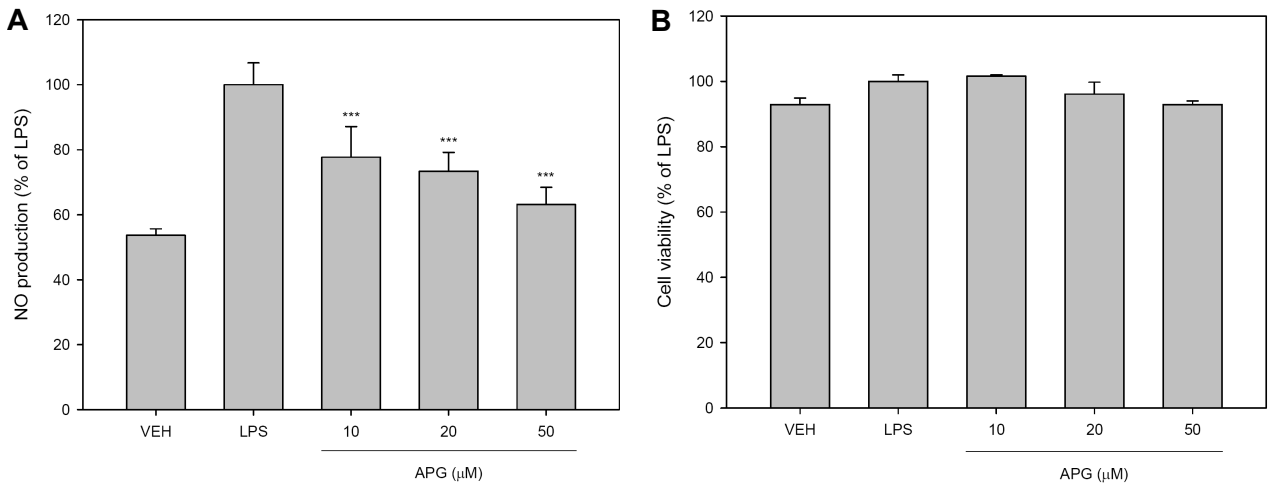 A
NO production (% of LPS)
120
100
80
60
40
20
0
***
***
***
VEH LPS 10 20 50
APG (μM)
B
Cell viability (% of LPS)
120
100
80
60
40
20
0
VEH LPS 10 20 50
APG (μM)